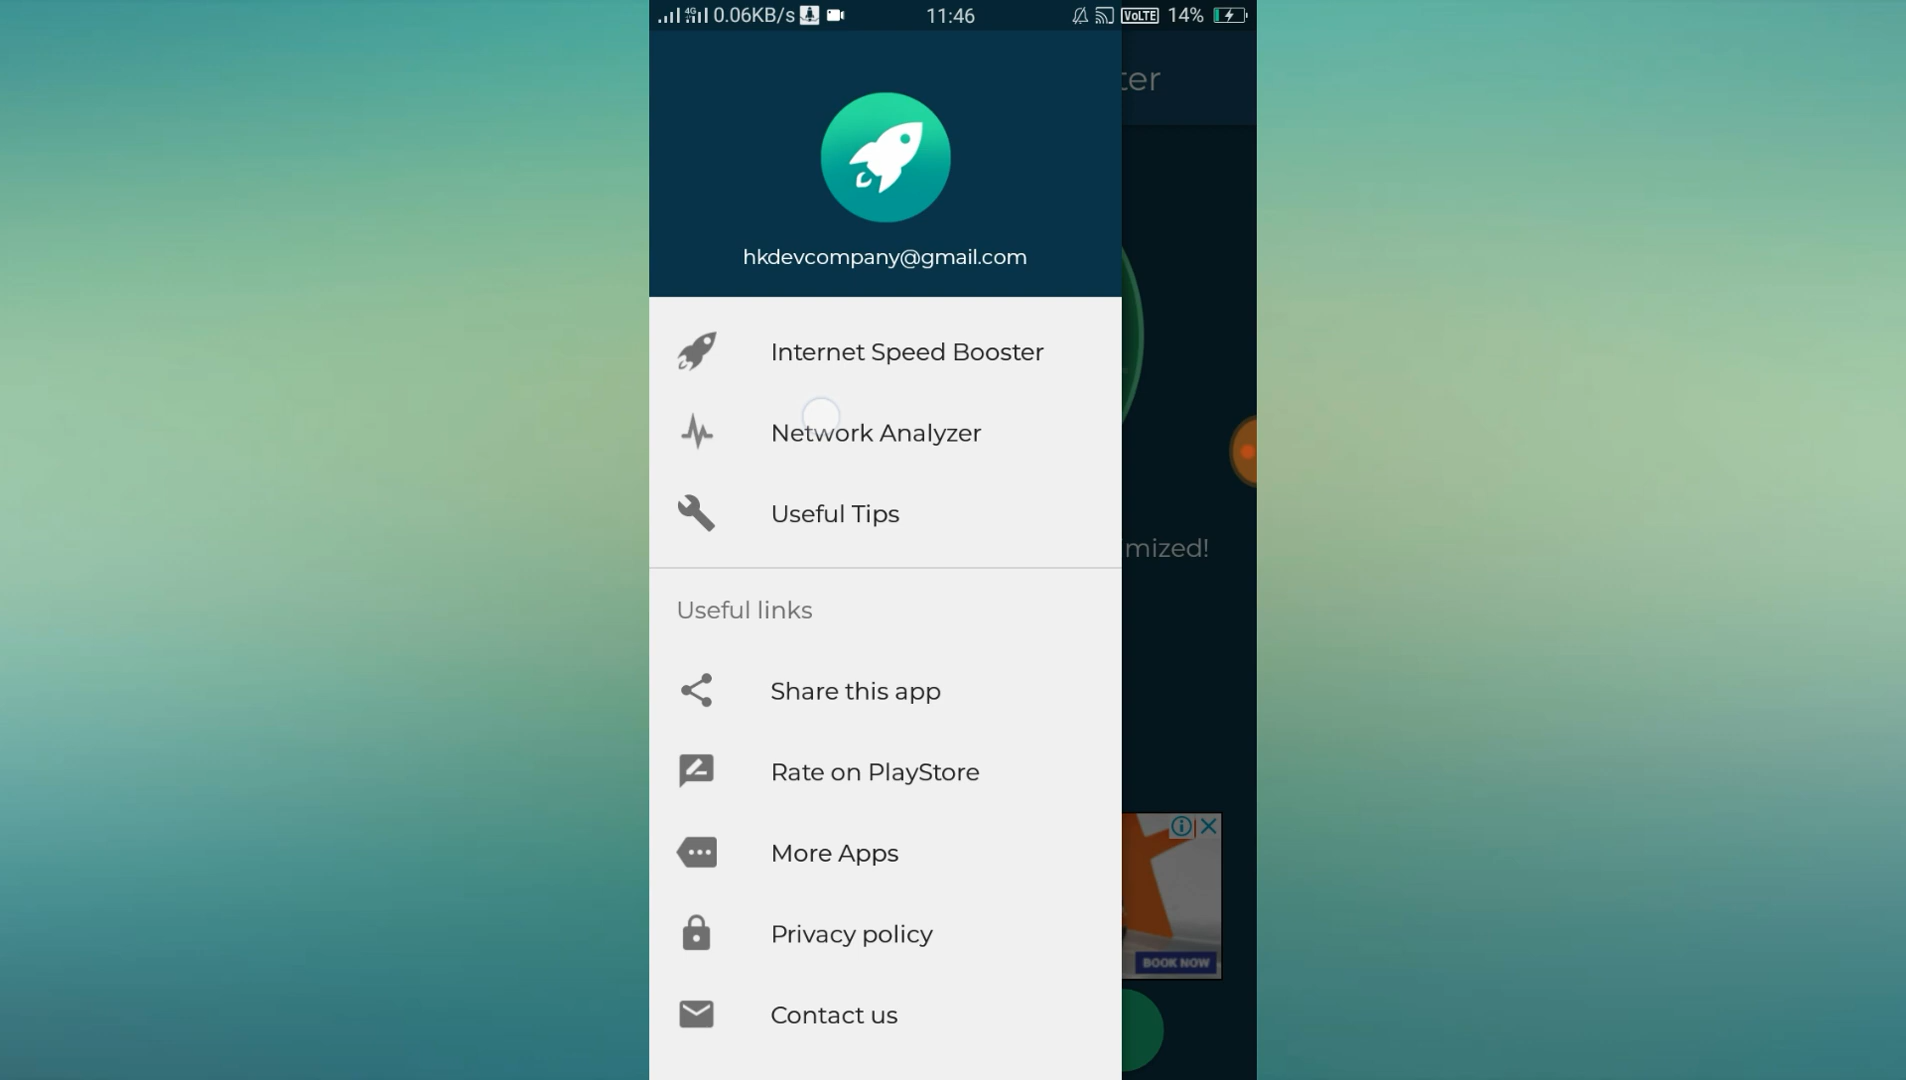 4G 0.06KB/s 11:46 VoLTE 14%
ter
hkdevcompany@gmail.com
Internet Speed Booster
Network Analyzer
Useful Tips
mized!
Useful links
Share this app
Rate on PlayStore
More Apps
Privacy policy
BOOK NOW
Contact us